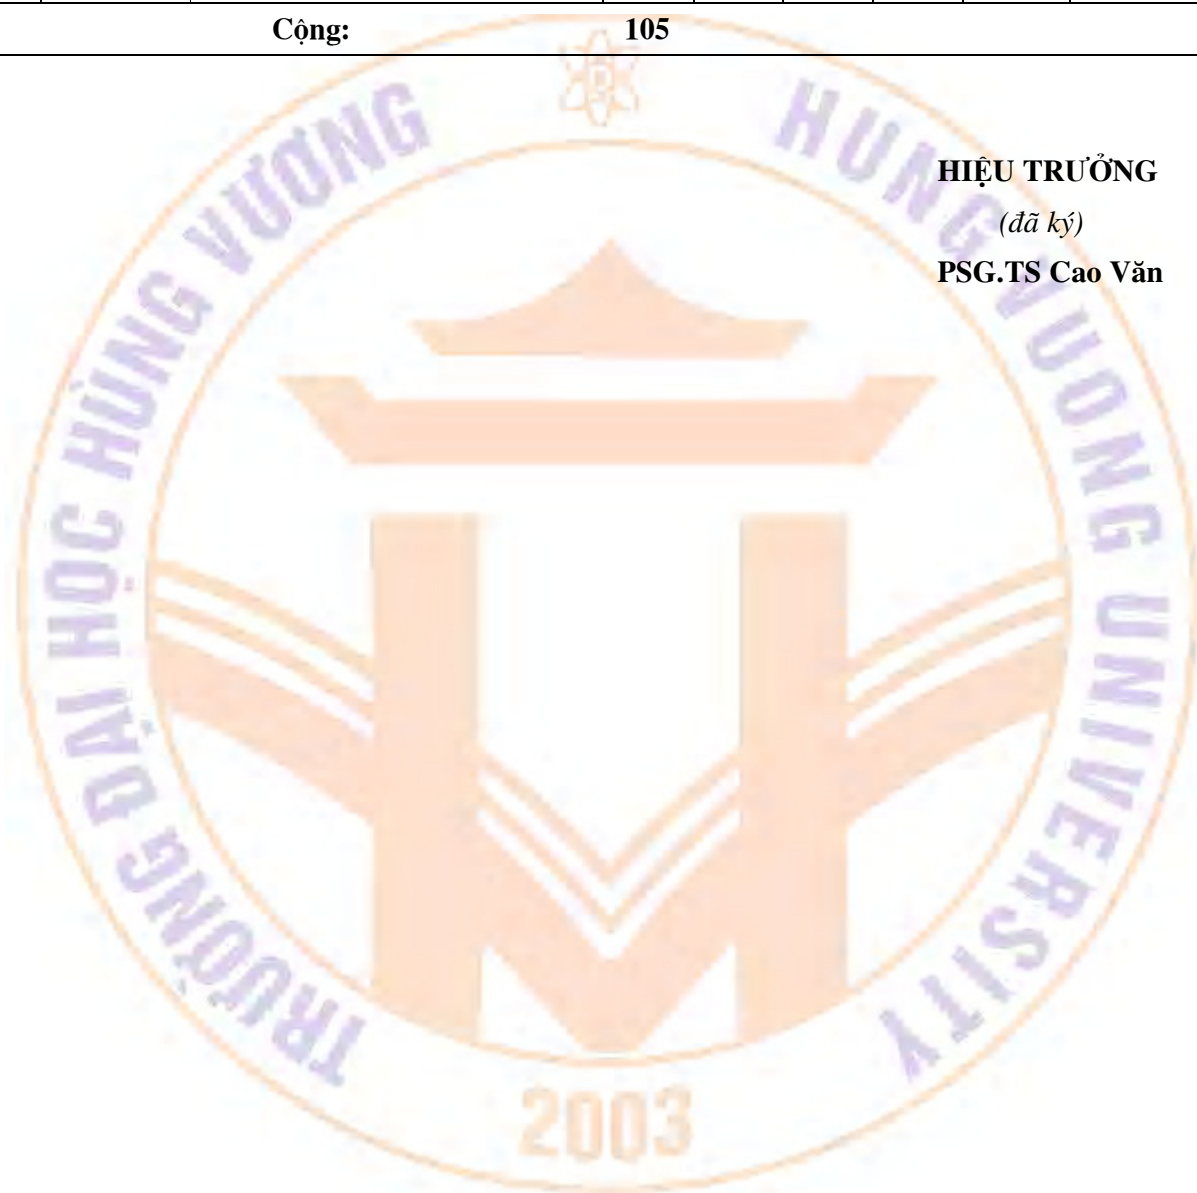 Cộng: 105
HIỆU TRƯỞNG
(đã ký)
PSG.TS Cao Văn
TRƯỜNG ĐẠI HỌC HÙNG VƯƠNG
HUNG VUONG UNIVERSITY
2003